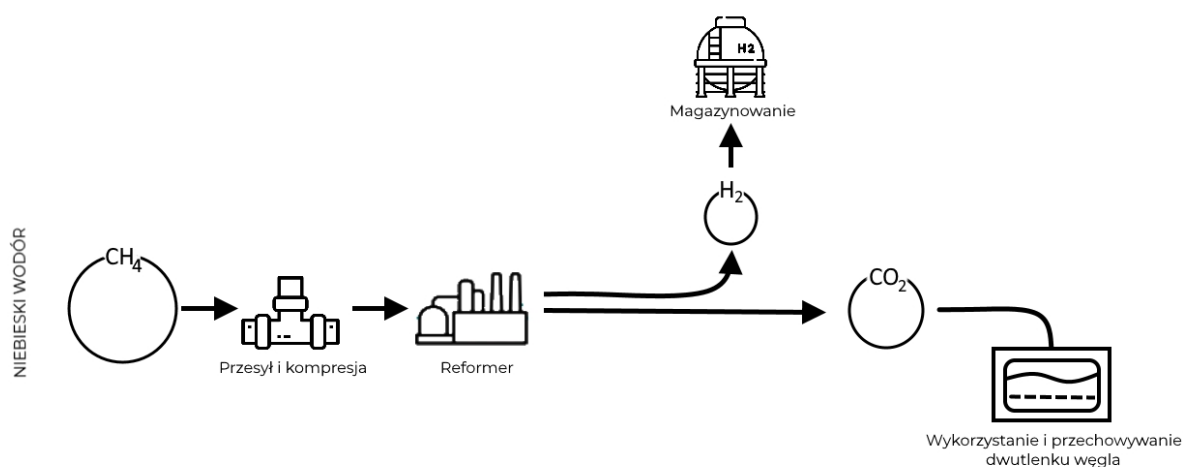 NIEBIESKI WODÓR
CH₄
Przesył i kompresja
Reformer
H₂
H2
Magazynowanie
CO₂
Wykorzystanie i przechowywanie
dwutlenku węgla